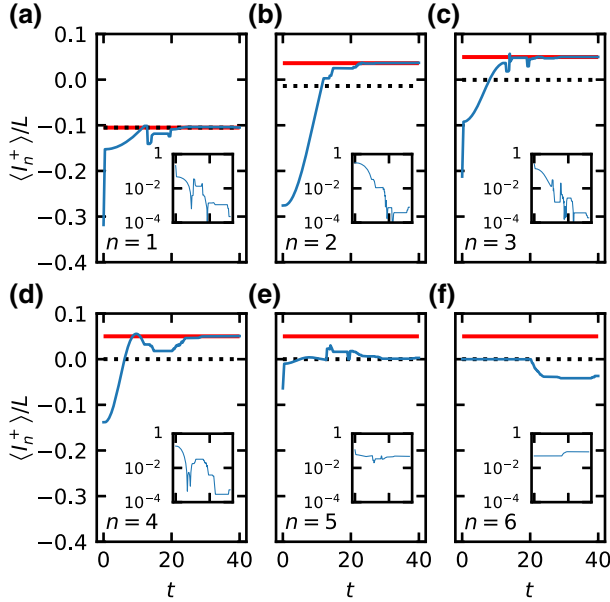 (a) (b) (c)
0.1
0.0
−0.1
−0.2
−0.3
−0.4
⟨I_n^+⟩/L
1
10^−2
10^−4
n = 1
1
10^−2
10^−4
n = 2
1
10^−2
10^−4
n = 3
(d) (e) (f)
0.1
0.0
−0.1
−0.2
−0.3
−0.4
⟨I_n^+⟩/L
1
10^−2
10^−4
n = 4
1
10^−2
10^−4
n = 5
1
10^−2
10^−4
n = 6
0 20 40 0 20 40 0 20 40
t t t